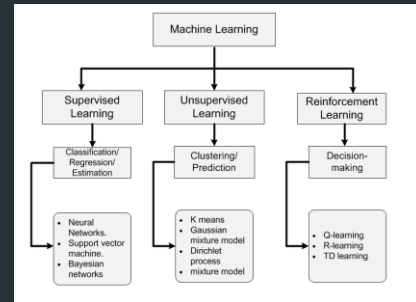 Machine Learning
Supervised
Learning
Unsupervised
Learning
Reinforcement
Learning
Classification/
Regression/
Estimation
Clustering/
Prediction
Decision-
making
• Neural
Networks.
• Support vector
machine.
• Bayesian
networks
• K means
• Gaussian
mixture model
• Dirichlet
process
• mixture model
• Q-learning
• R-learning
• TD learning